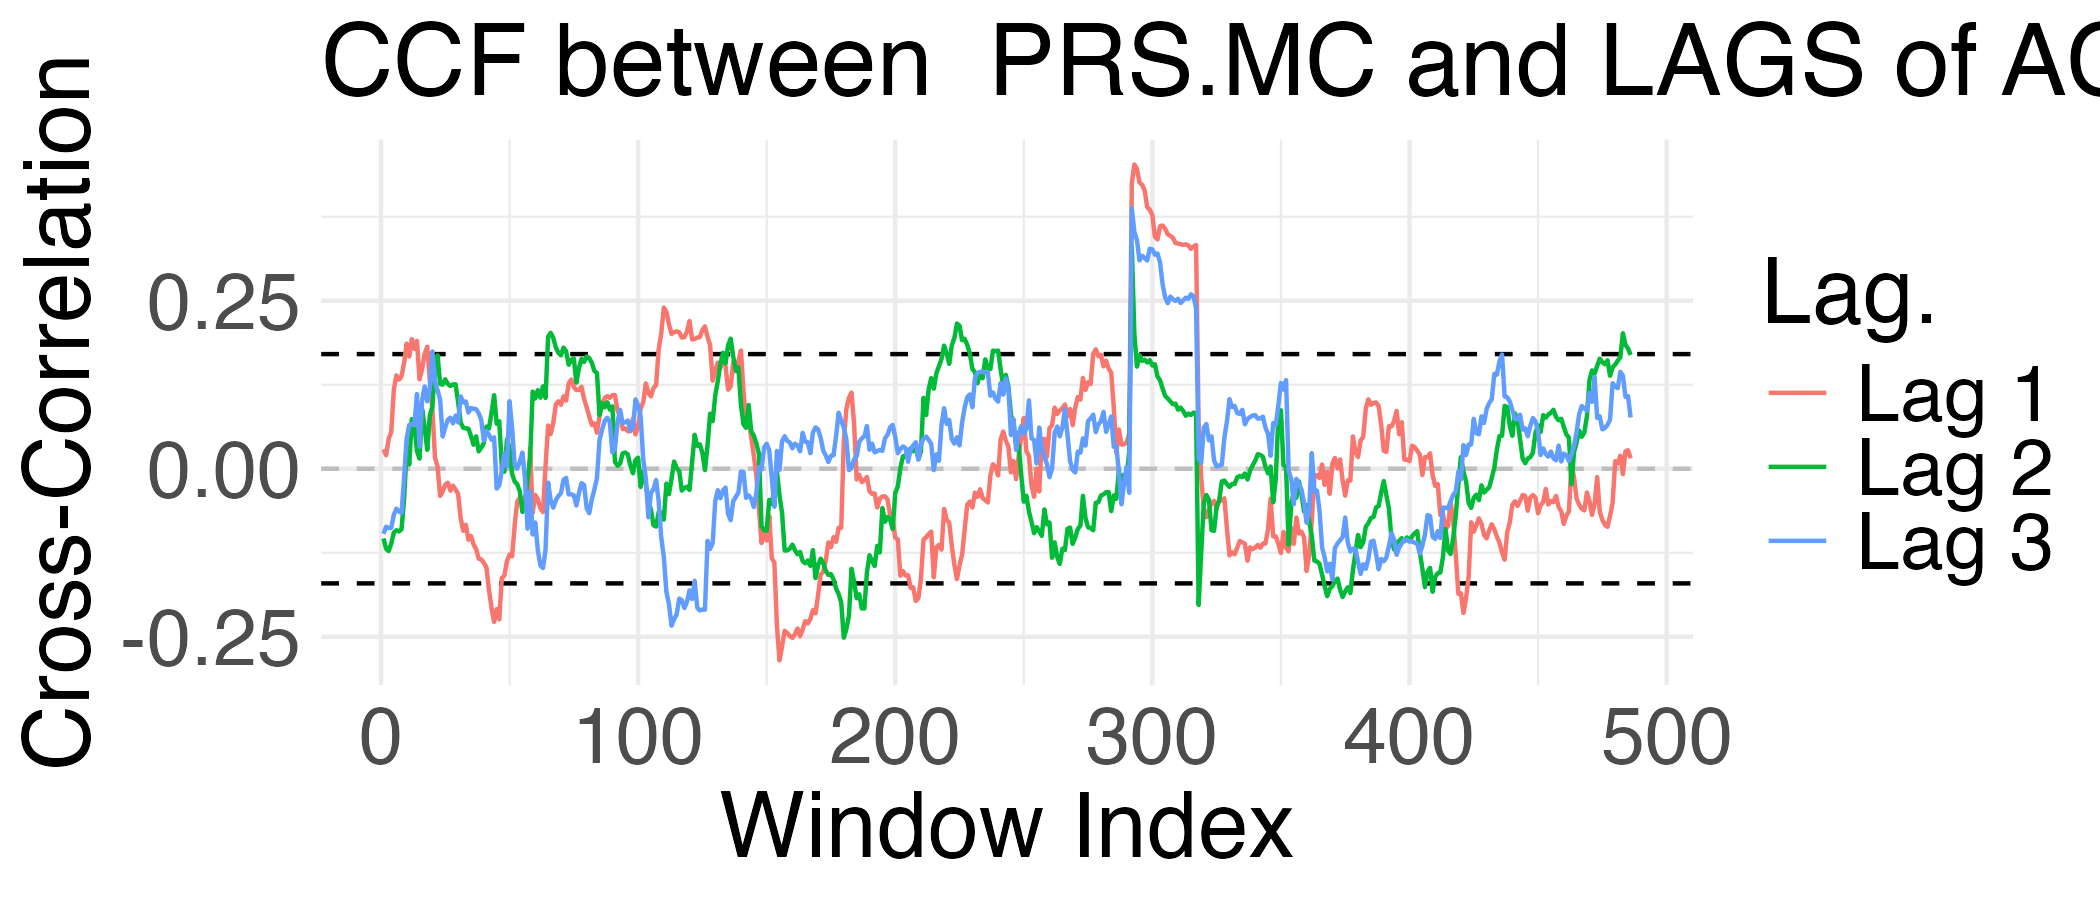 CCF between  PRS.MC and LAGS of
Cross-Correlation
0.25
0.00
-0.25
0 100 200 300 400 500
Window Index
Lag.
Lag 1
Lag 2
Lag 3